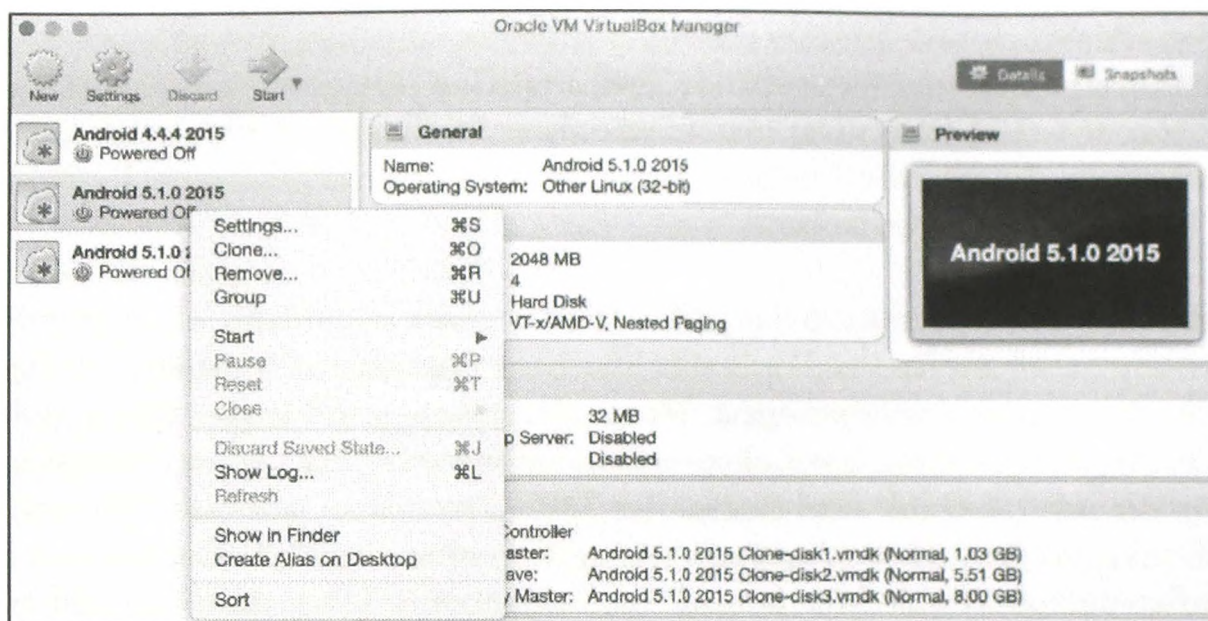 Oracle VM VirtualBox Manager
New
Settings
Discard
Start
Details
Snapshots
Android 4.4.4 2015
Powered Off
Android 5.1.0 2015
Powered Off
Android 5.1.0 2
Powered Of
Settings... ⌘S
Clone... ⌘O
Remove... ⌘R
Group ⌘U
Start ▶
Pause ⌘P
Reset ⌘T
Close
Discard Saved State... ⌘J
Show Log... ⌘L
Refresh
Show in Finder
Create Alias on Desktop
Sort
General
Name: Android 5.1.0 2015
Operating System: Other Linux (32-bit)
2048 MB
4
Hard Disk
VT-x/AMD-V, Nested Paging
32 MB
p Server: Disabled
Disabled
Controller
aster: Android 5.1.0 2015 Clone-disk1.vmdk (Normal, 1.03 GB)
ave: Android 5.1.0 2015 Clone-disk2.vmdk (Normal, 5.51 GB)
y Master: Android 5.1.0 2015 Clone-disk3.vmdk (Normal, 8.00 GB)
Preview
Android 5.1.0 2015